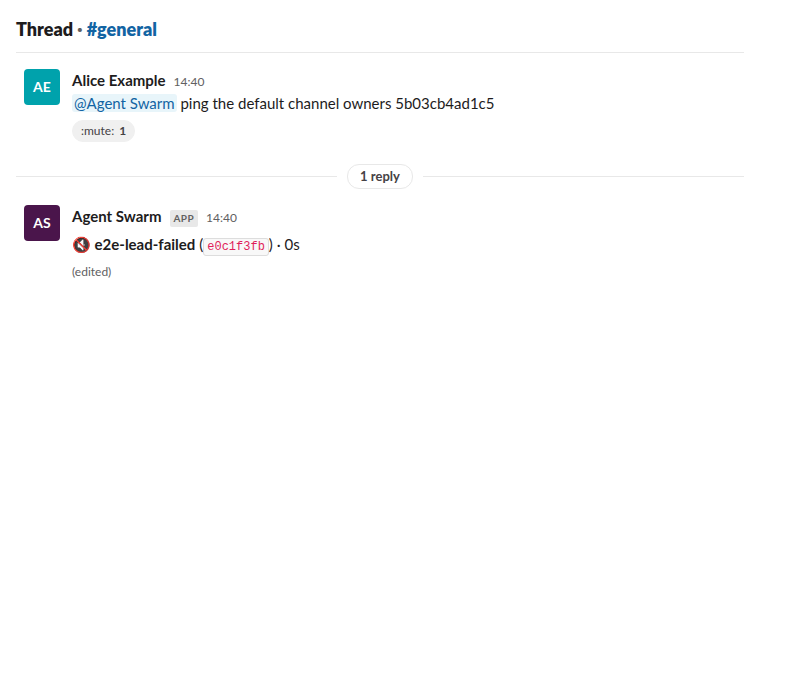 Thread • #general
AE
Alice Example 14:40
@Agent Swarm ping the default channel owners 5b03cb4ad1c5
:mute: 1
1 reply
AS
Agent Swarm APP 14:40
🔇 e2e-lead-failed (e0c1f3fb) · 0s
(edited)